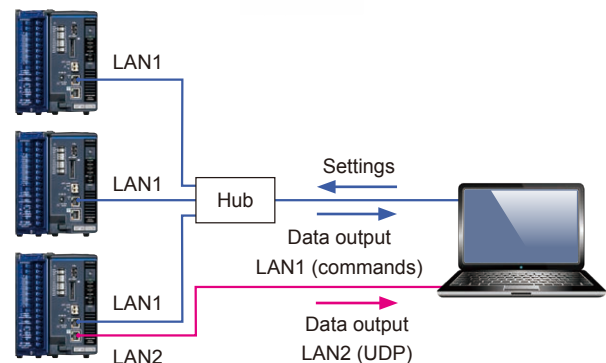 LAN1
LAN1
LAN1
LAN2
Hub
Settings
Data output
LAN1 (commands)
Data output
LAN2 (UDP)